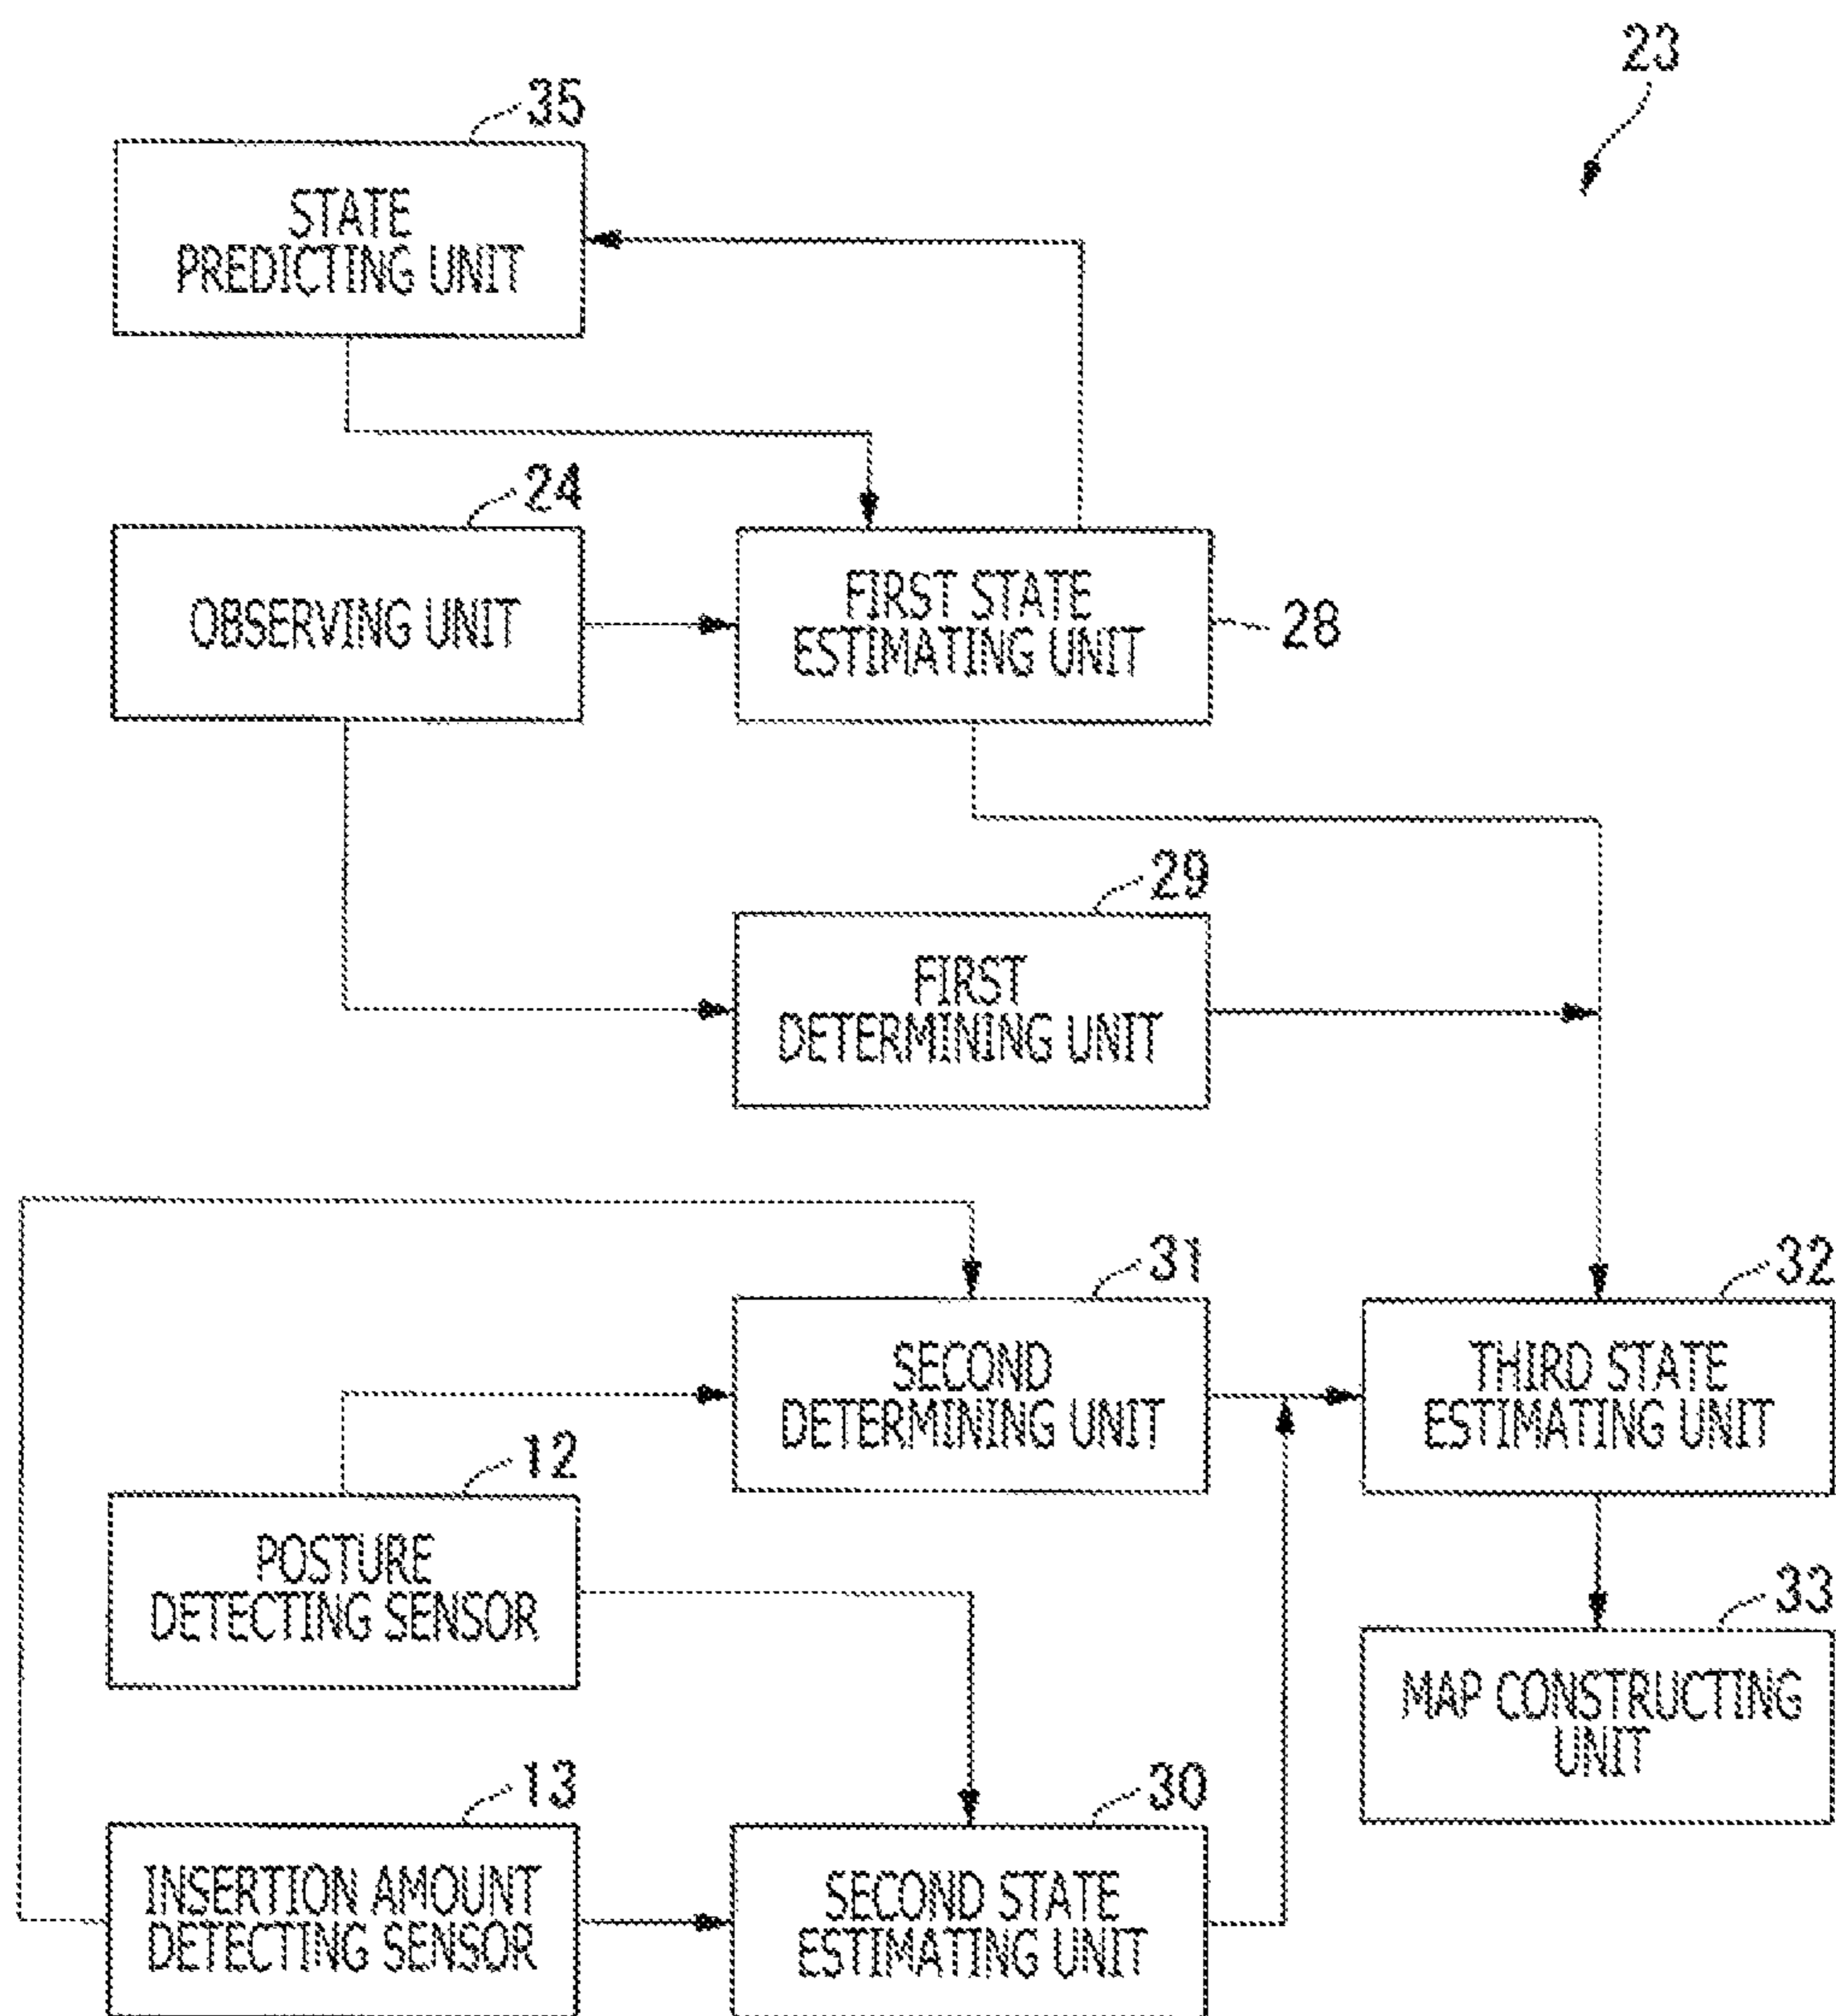 23
35
STATE
PREDICTING UNIT
24
OBSERVING UNIT
FIRST STATE
ESTIMATING UNIT
28
29
FIRST
DETERMINING UNIT
31
SECOND
DETERMINING UNIT
32
THIRD STATE
ESTIMATING UNIT
12
POSTURE
DETECTING SENSOR
33
MAP CONSTRUCTING
UNIT
13
INSERTION AMOUNT
DETECTING SENSOR
30
SECOND STATE
ESTIMATING UNIT